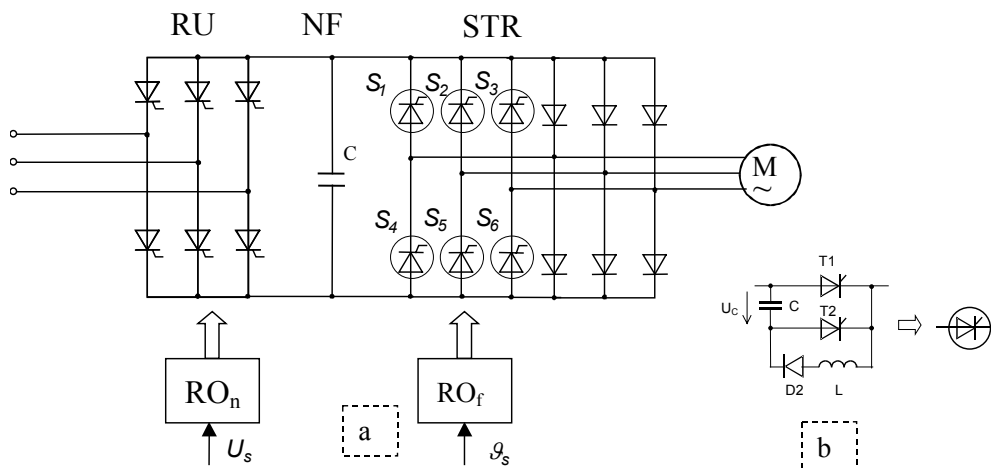 RU NF STR
S1 S2 S3
C
M
~
S4 S5 S6
T1
UC C
T2
D2 L
ROn ROf
a
Us ϑs
b